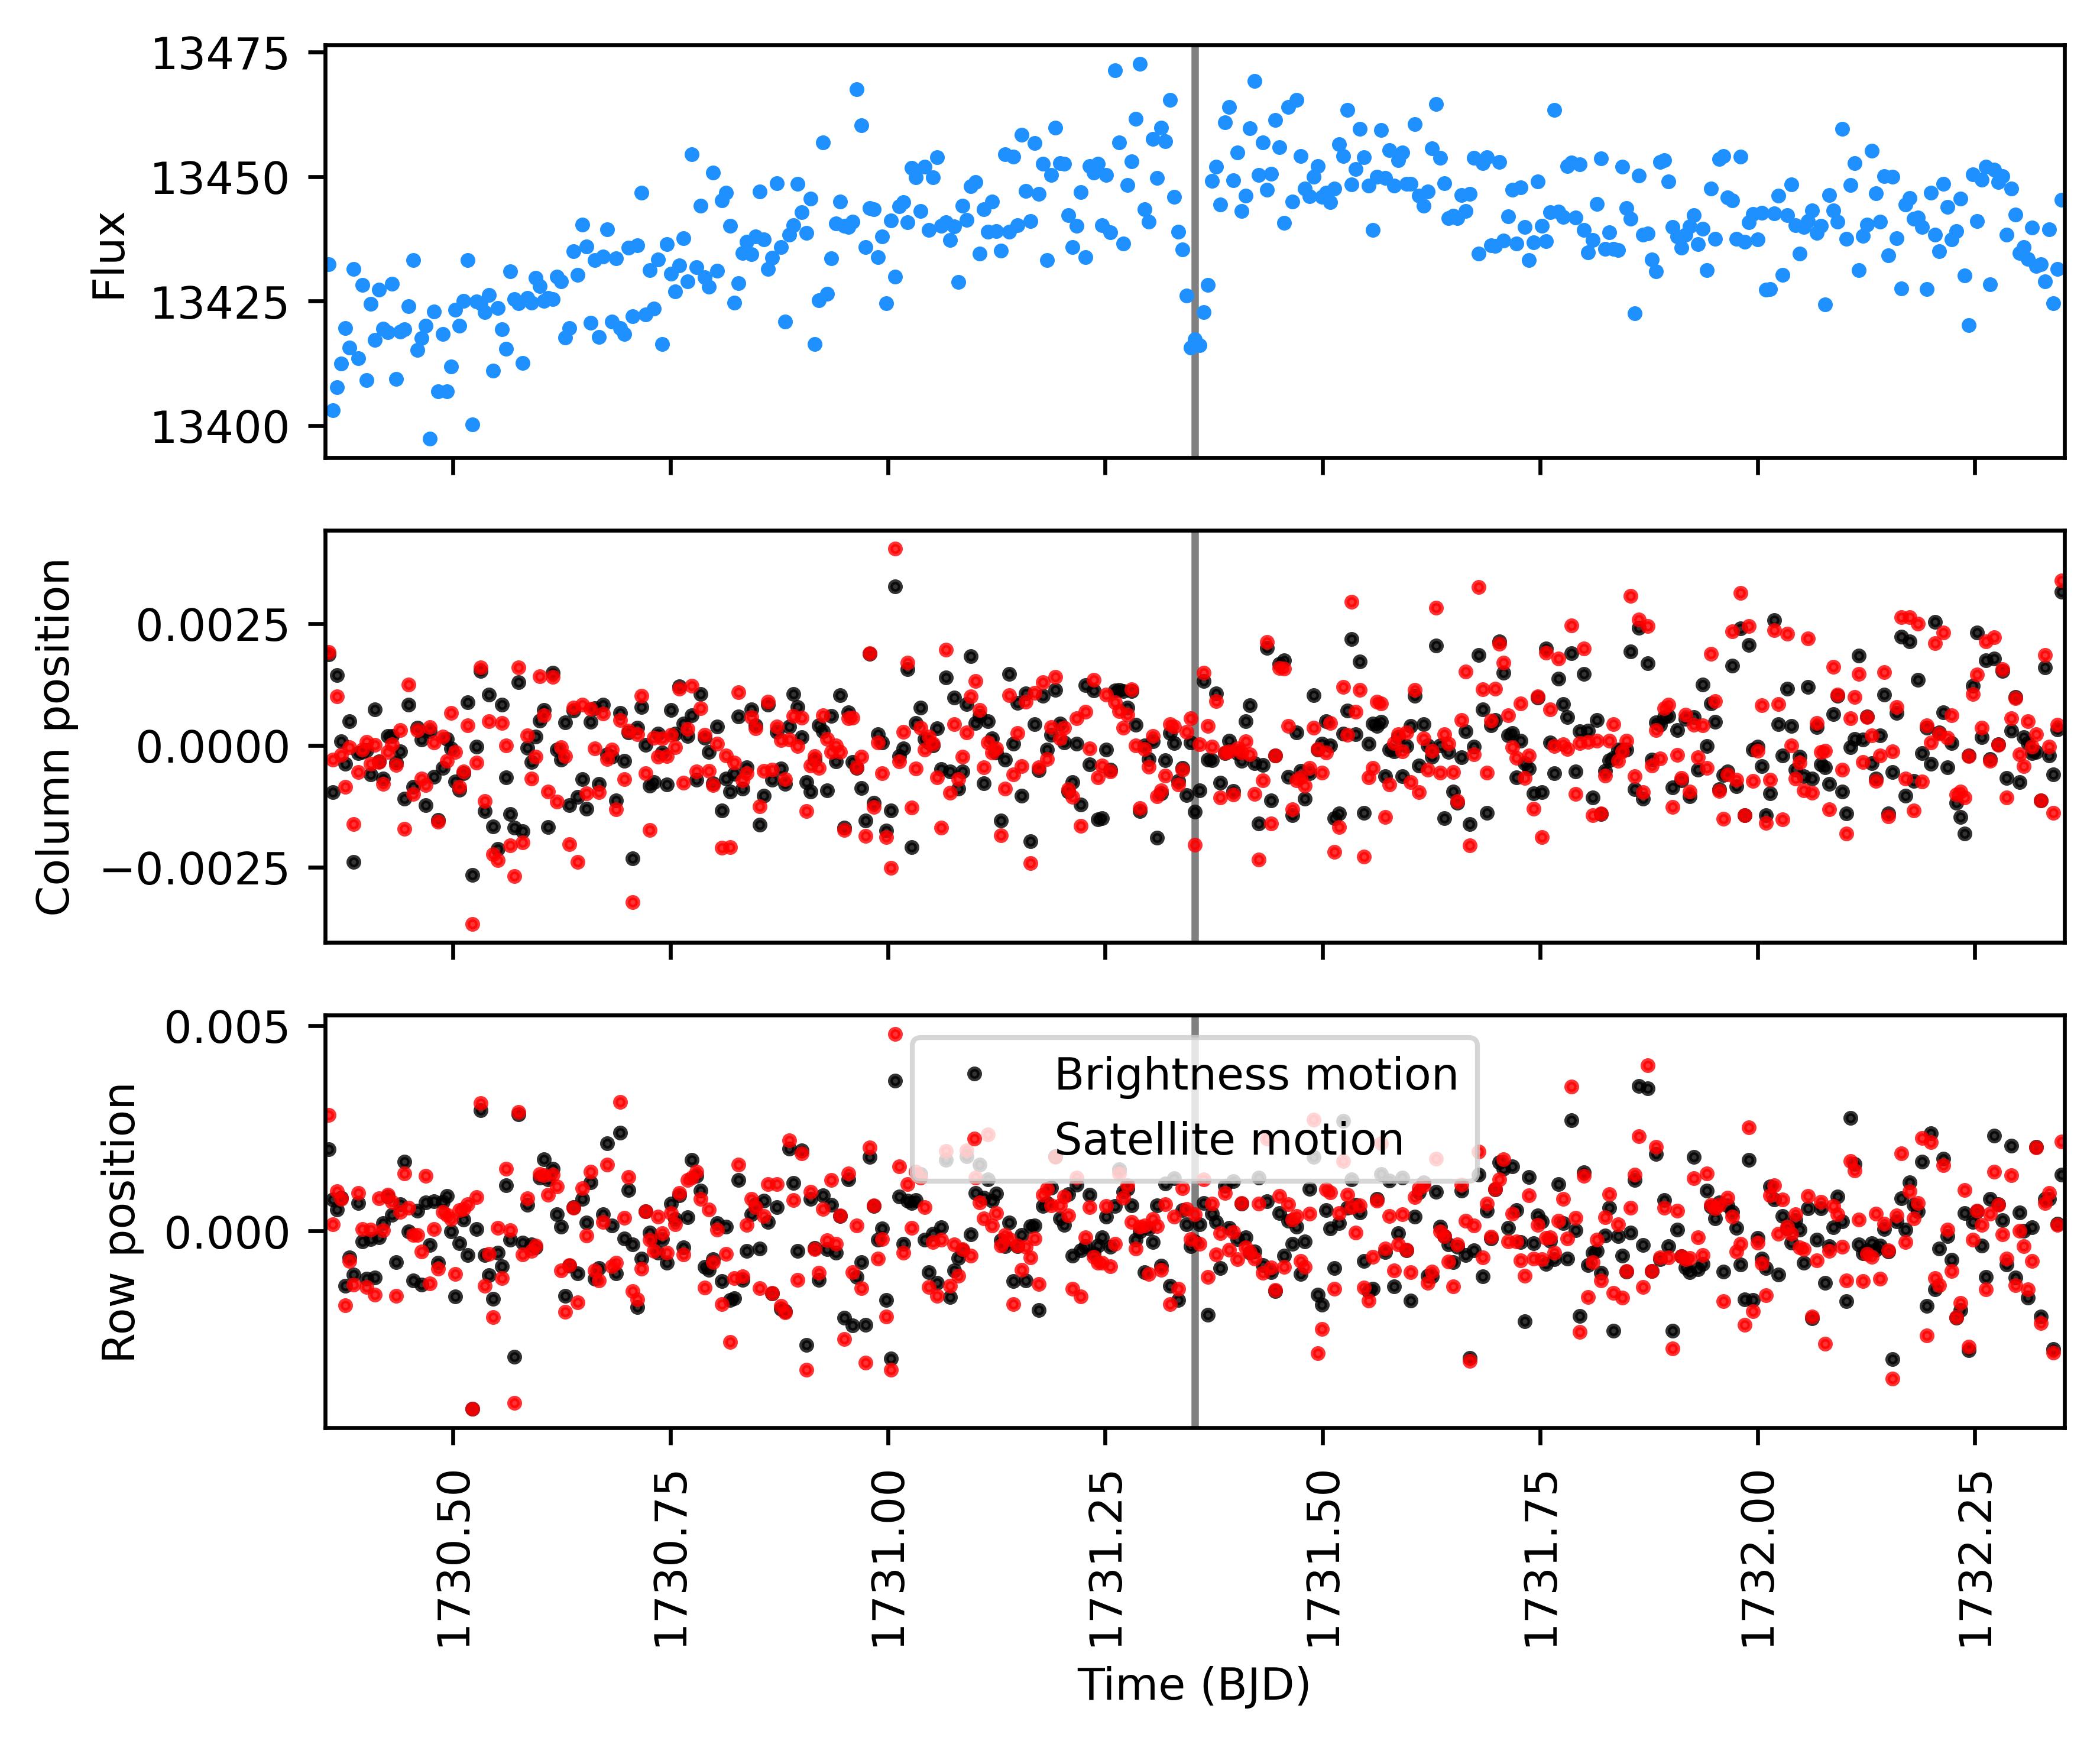 13475
13450
13425
13400
Flux
0.0025
0.0000
−0.0025
Column position
0.005
0.000
Row position
Brightness motion
Satellite motion
1730.50
1730.75
1731.00
1731.25
1731.50
1731.75
1732.00
1732.25
Time (BJD)